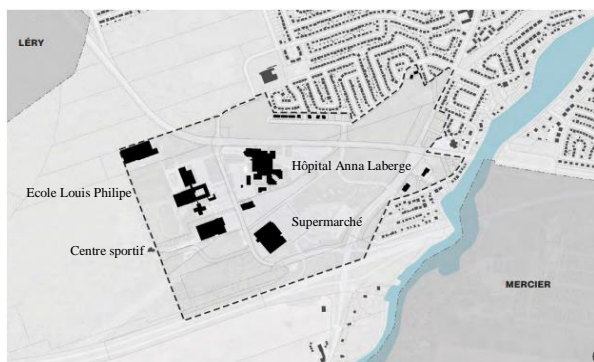 LÉRY
Hôpital Anna Laberge
Ecole Louis Philipe
Supermarché
Centre sportif
MERCIER